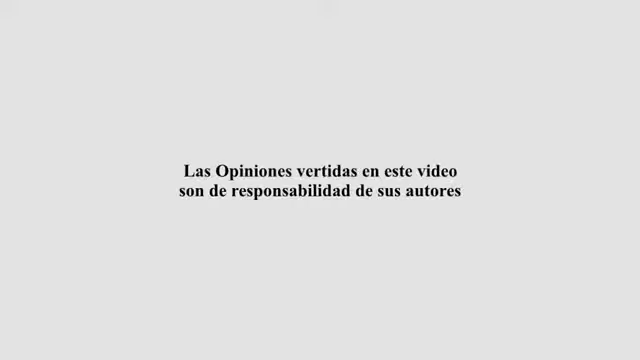 Las Opiniones vertidas en este video
son de responsabilidad de sus autores